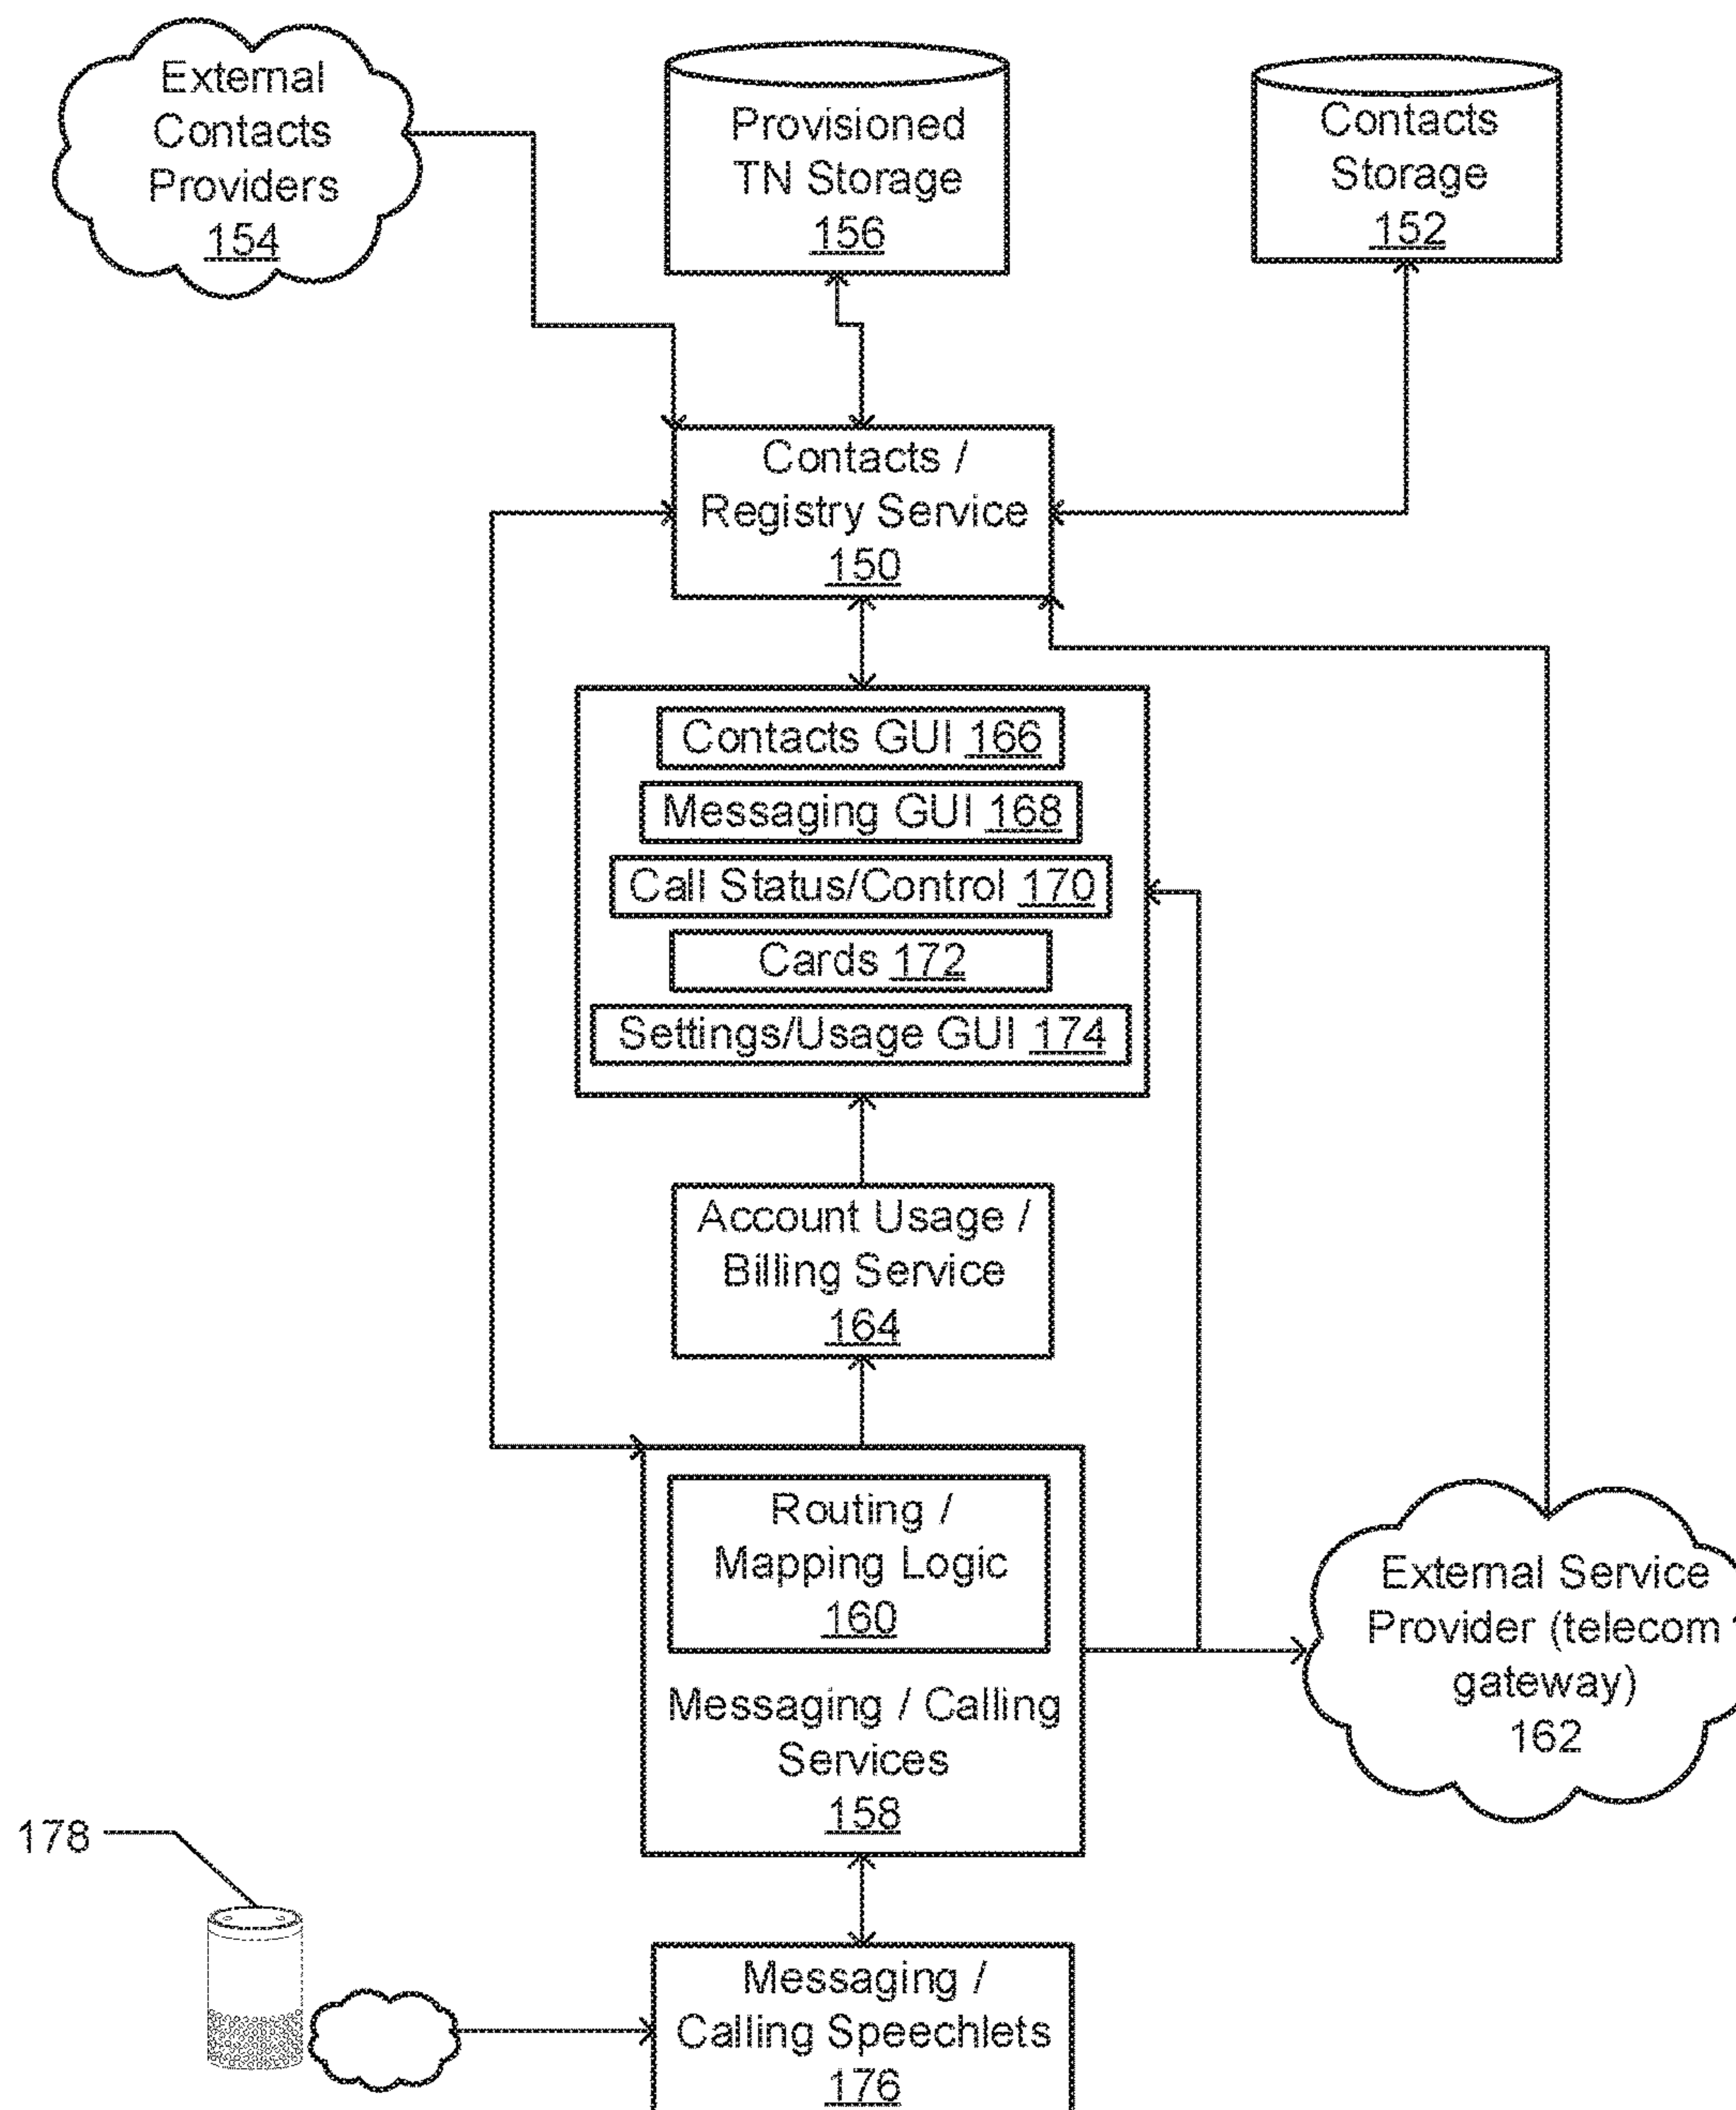 External
Contacts
Providers
154
Provisioned
TN Storage
156
Contacts
Storage
152
Contacts /
Registry Service
150
Contacts GUI 166
Messaging GUI 168
Call Status/Control 170
Cards 172
Settings/Usage GUI 174
Account Usage /
Billing Service
164
Routing /
Mapping Logic
160
Messaging / Calling
Services
158
External Service
Provider (telecom
gateway)
162
178
Messaging /
Calling Speechlets
176